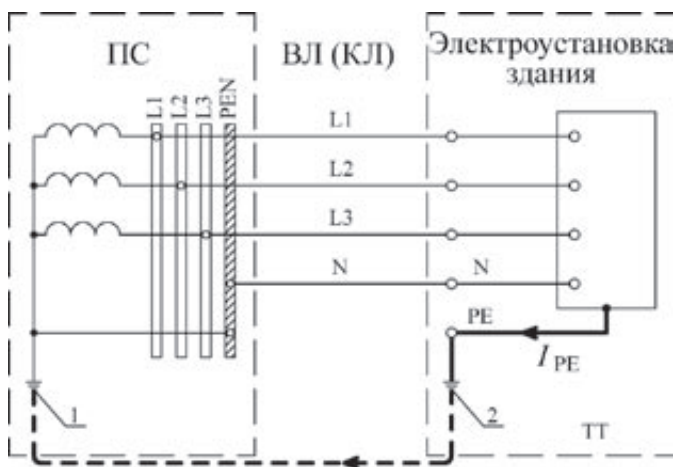 ПС
ВЛ (КЛ)
Электроустановка
здания
L1
L2
L3
PEN
L1
L2
L3
N
N
PE
I PE
1
2
TT